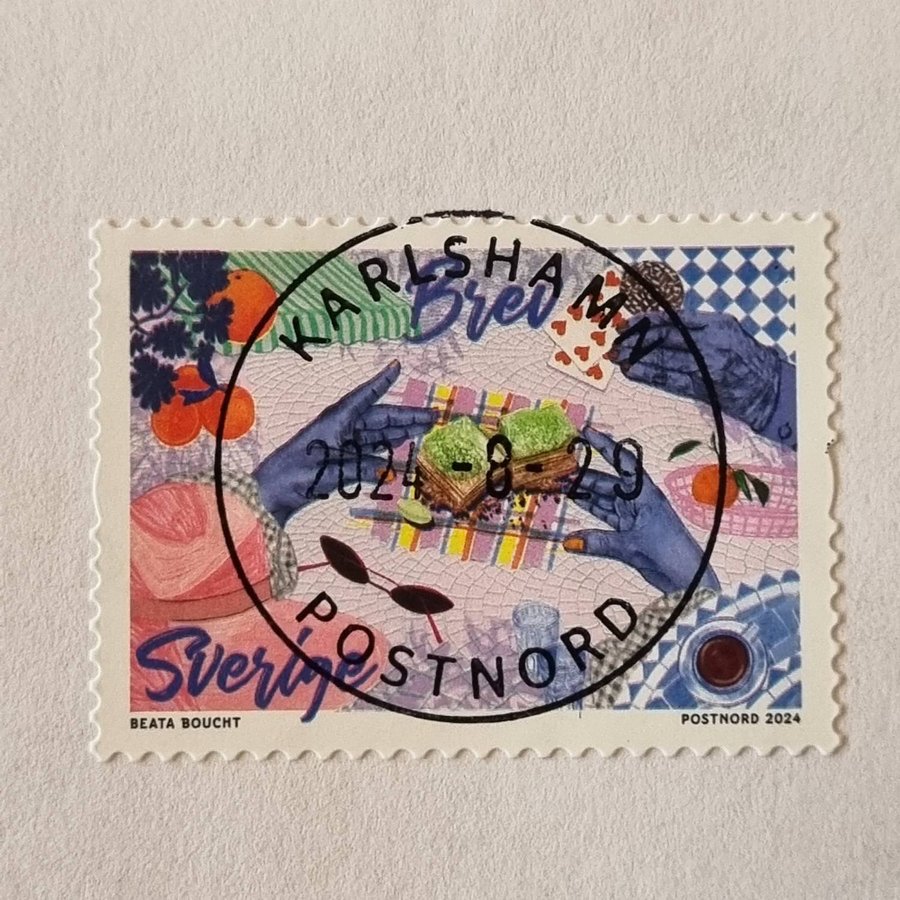 KARLSHAMN
Brev
2024-8-29
POSTNORD
Sverige
BEATA BOUCHT
POSTNORD 2024